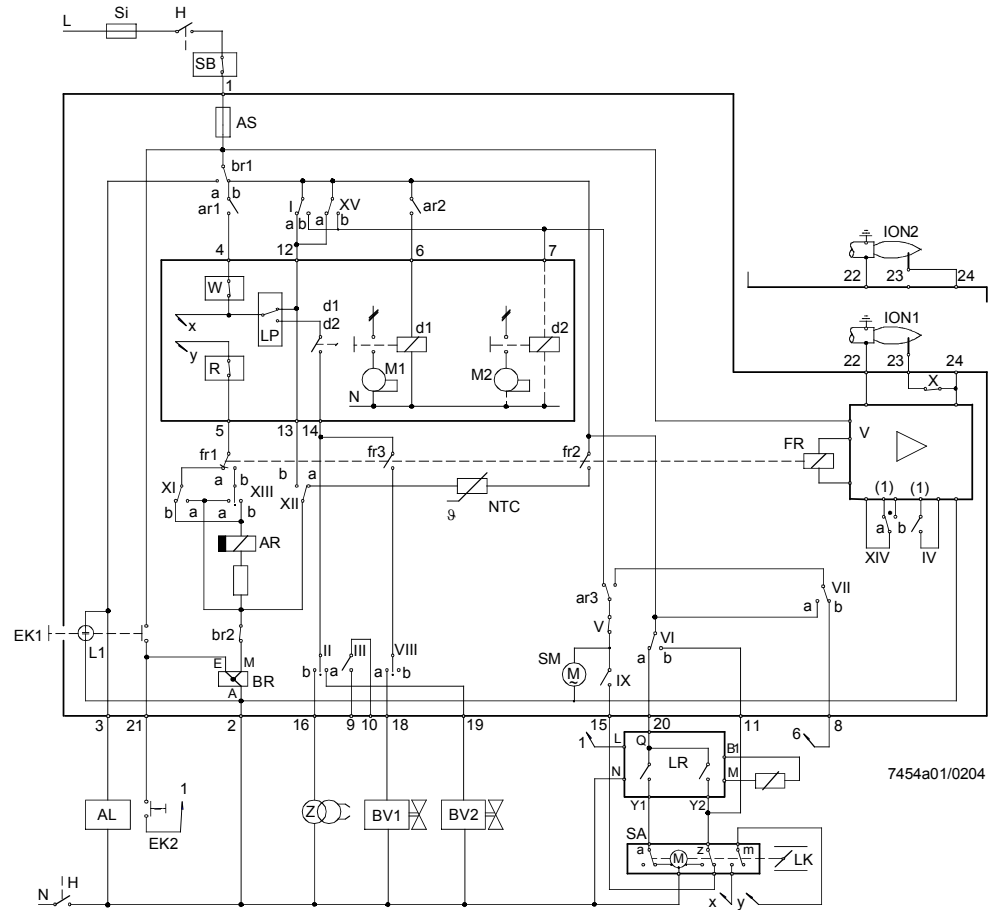 L Si H
SB
1
AS
br1
a b
ar1
I
a b
XV
a b
ar2
4 12 6 7
W
x
LP
d1
d2
y
R
M1
d1
M2
d2
N
5 13 14
ION2
22 23 24
ION1
22 23 24
X
V
FR
(1) (1)
a b
XIV IV
fr1
a b
XI
b a
XIII
a b
b a
XII
fr3
fr2
NTC
ϑ
AR
br2
E M
BR
A
EK1
L1
II
b a
III
VIII
a b
ar3
V
SM
M
~
IX
VI
a b
VII
a b
3 21 2 16 9 10 18 19 15 20 11 8
1 L Q B1
LR
N M
Y1 Y2
6
7454a01/0204
AL
1
EK2
Z
BV1
BV2
SA
a M z m
LK
x y
N H